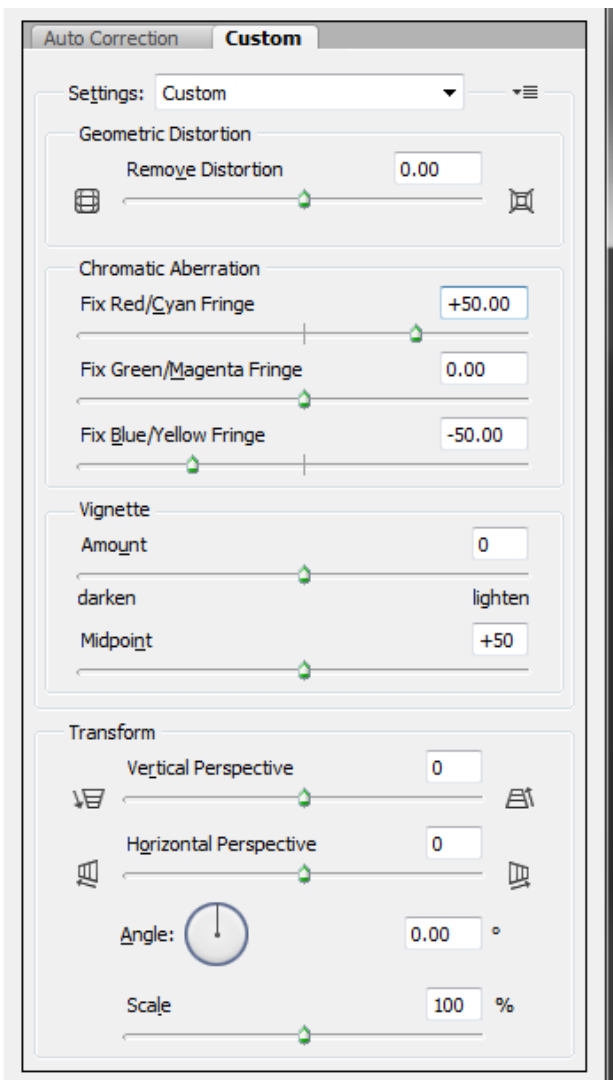 Auto Correction Custom
Settings: Custom
Geometric Distortion
Remove Distortion 0.00
Chromatic Aberration
Fix Red/Cyan Fringe +50.00
Fix Green/Magenta Fringe 0.00
Fix Blue/Yellow Fringe -50.00
Vignette
Amount 0
darken lighten
Midpoint +50
Transform
Vertical Perspective 0
Horizontal Perspective 0
Angle: 0.00 °
Scale 100 %